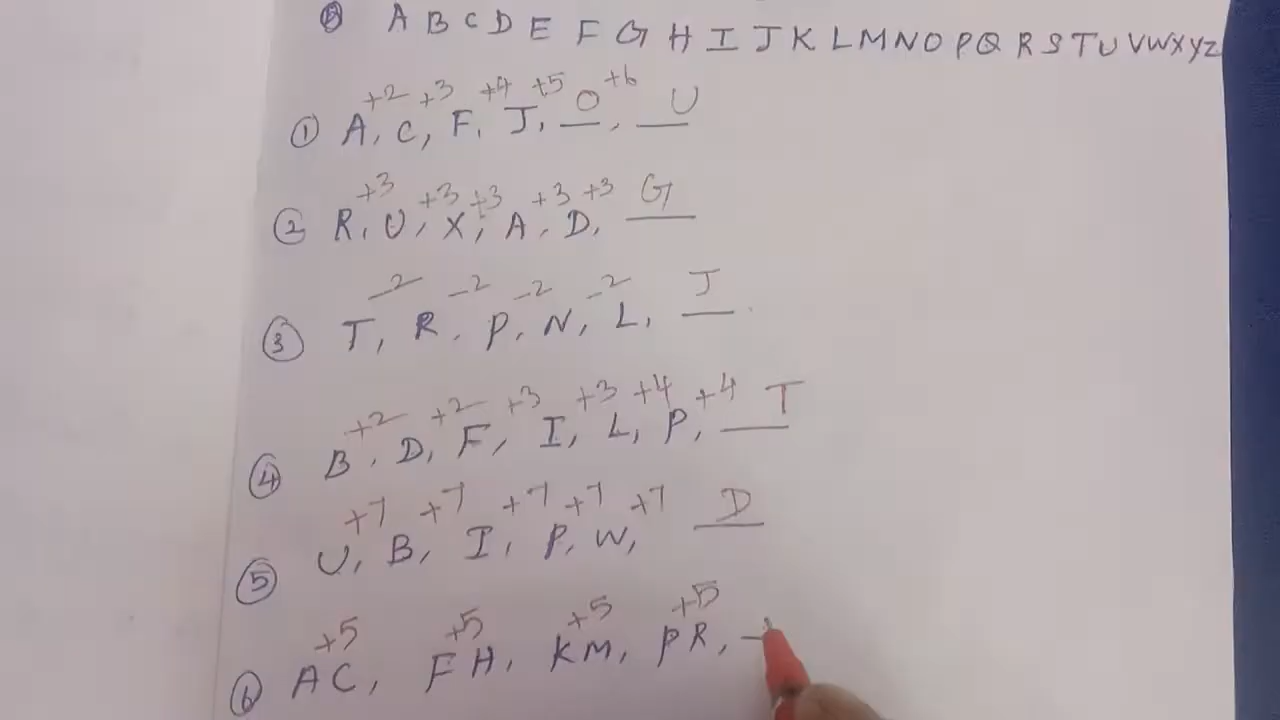 A B C D E F G H I J K L M N O P Q R S T U V W X Y Z
+2 +3 +4 +5 +6
① A, C, F, J, O, U
+3 +3 +3 +3 +3
② R, U, X, A, D, G
-2 -2 -2 -2
③ T, R, P, N, L, J
+2 +2 +3 +3 +4 +4
④ B, D, F, I, L, P, T
+7 +7 +7 +7 +7
⑤ U, B, I, P, W, D
+5 +5 +5 +5
⑥ AC, FH, KM, PR,